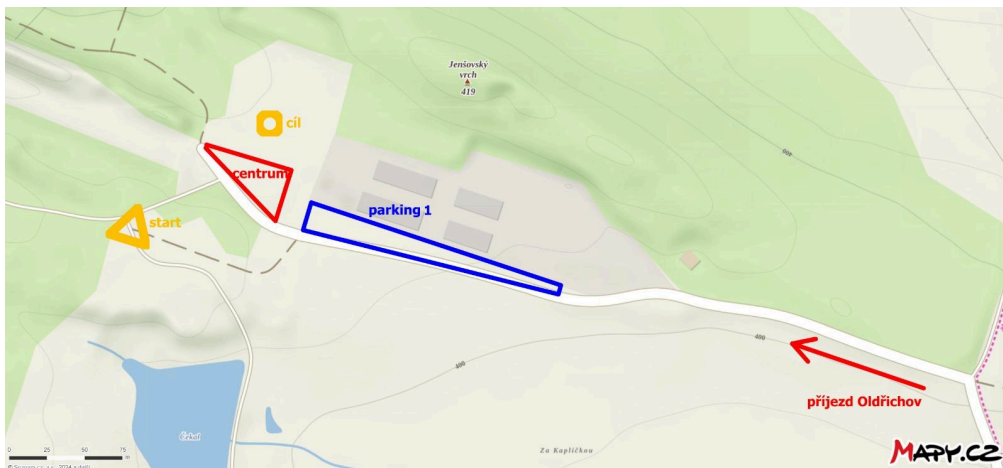 Jenšovský
vrch
419
cíl
centrum
400
parking 1
start
400
400
příjezd Oldřichov
Čekal
Za Kapličkou
0 25 50 75 m
MAPY.CZ